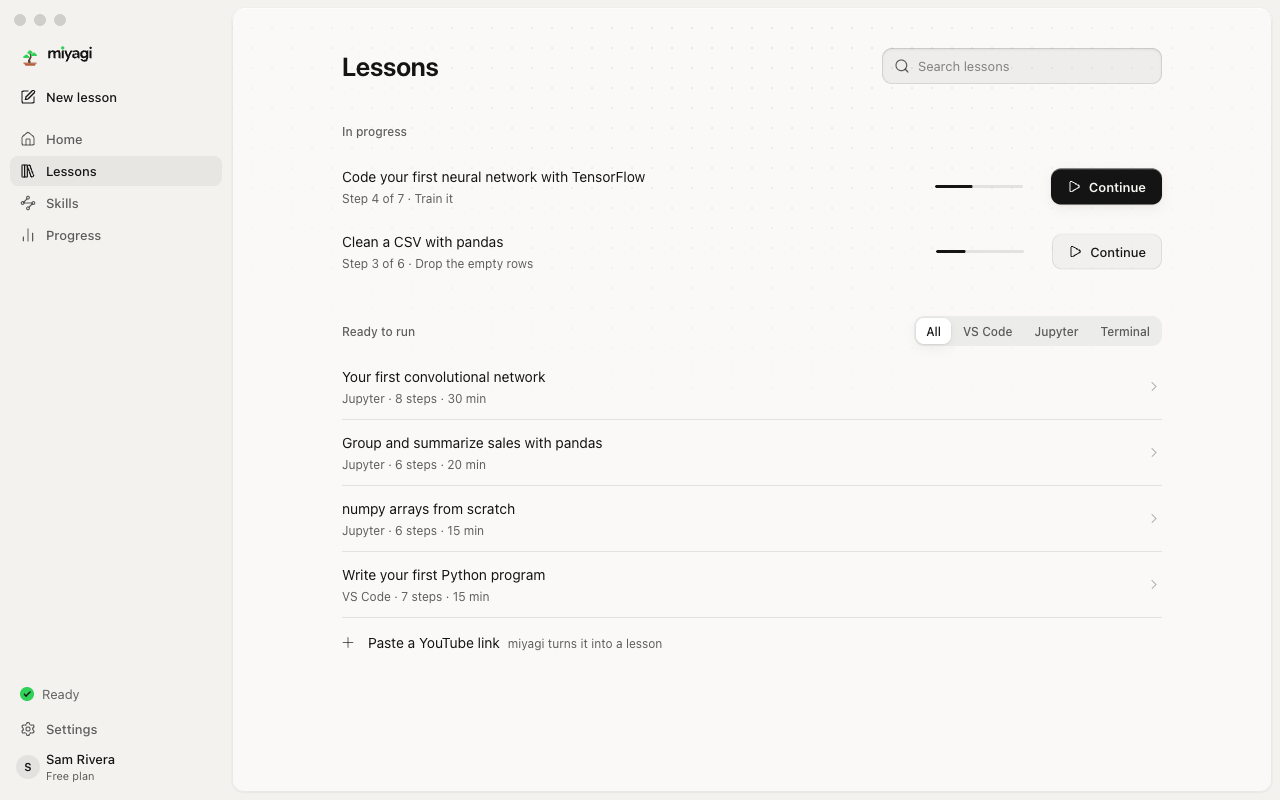 miyagi
New lesson
Home
Lessons
Skills
Progress
Ready
Settings
S
Sam Rivera
Free plan
Lessons
Search lessons
In progress
Code your first neural network with TensorFlow
Step 4 of 7 · Train it
Continue
Clean a CSV with pandas
Step 3 of 6 · Drop the empty rows
Continue
Ready to run
All VS Code Jupyter Terminal
Your first convolutional network
Jupyter · 8 steps · 30 min
Group and summarize sales with pandas
Jupyter · 6 steps · 20 min
numpy arrays from scratch
Jupyter · 6 steps · 15 min
Write your first Python program
VS Code · 7 steps · 15 min
Paste a YouTube link miyagi turns it into a lesson